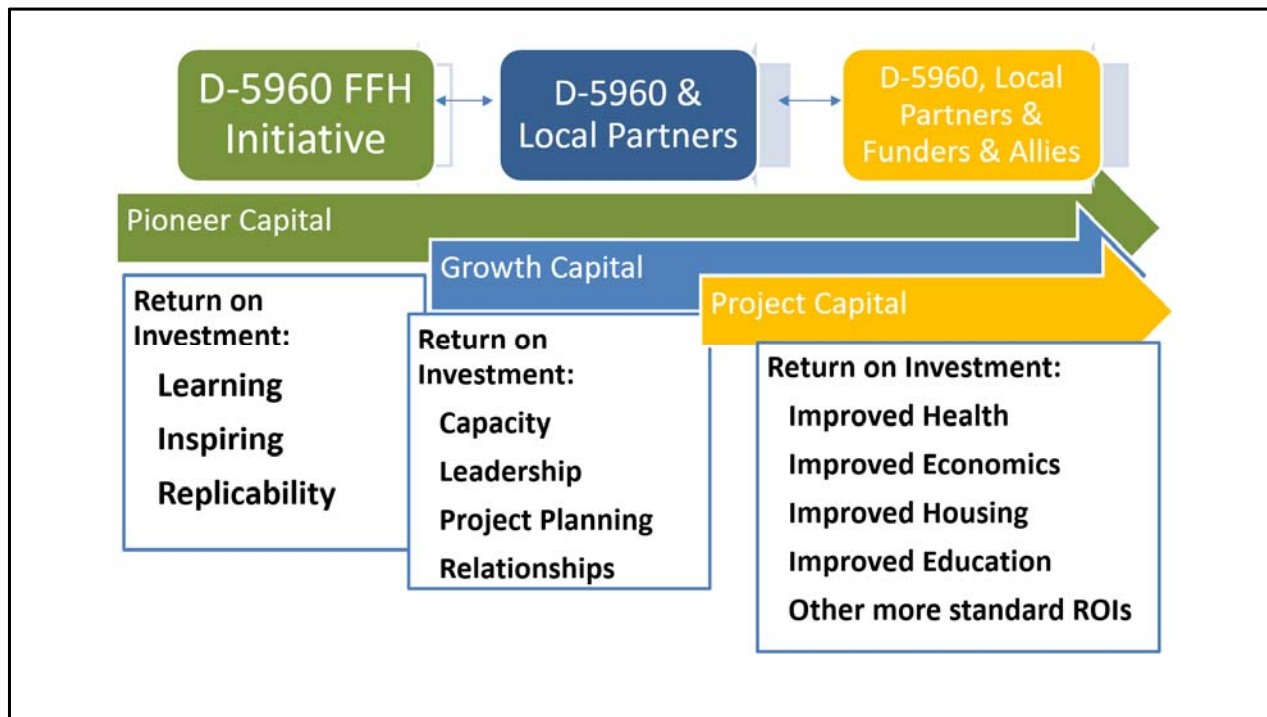 D-5960 FFH
Initiative
D-5960 &
Local Partners
D-5960, Local
Partners &
Funders & Allies
Pioneer Capital
Growth Capital
Project Capital
Return on
Investment:
Learning
Inspiring
Replicability
Return on
Investment:
Capacity
Leadership
Project Planning
Relationships
Return on Investment:
Improved Health
Improved Economics
Improved Housing
Improved Education
Other more standard ROIs